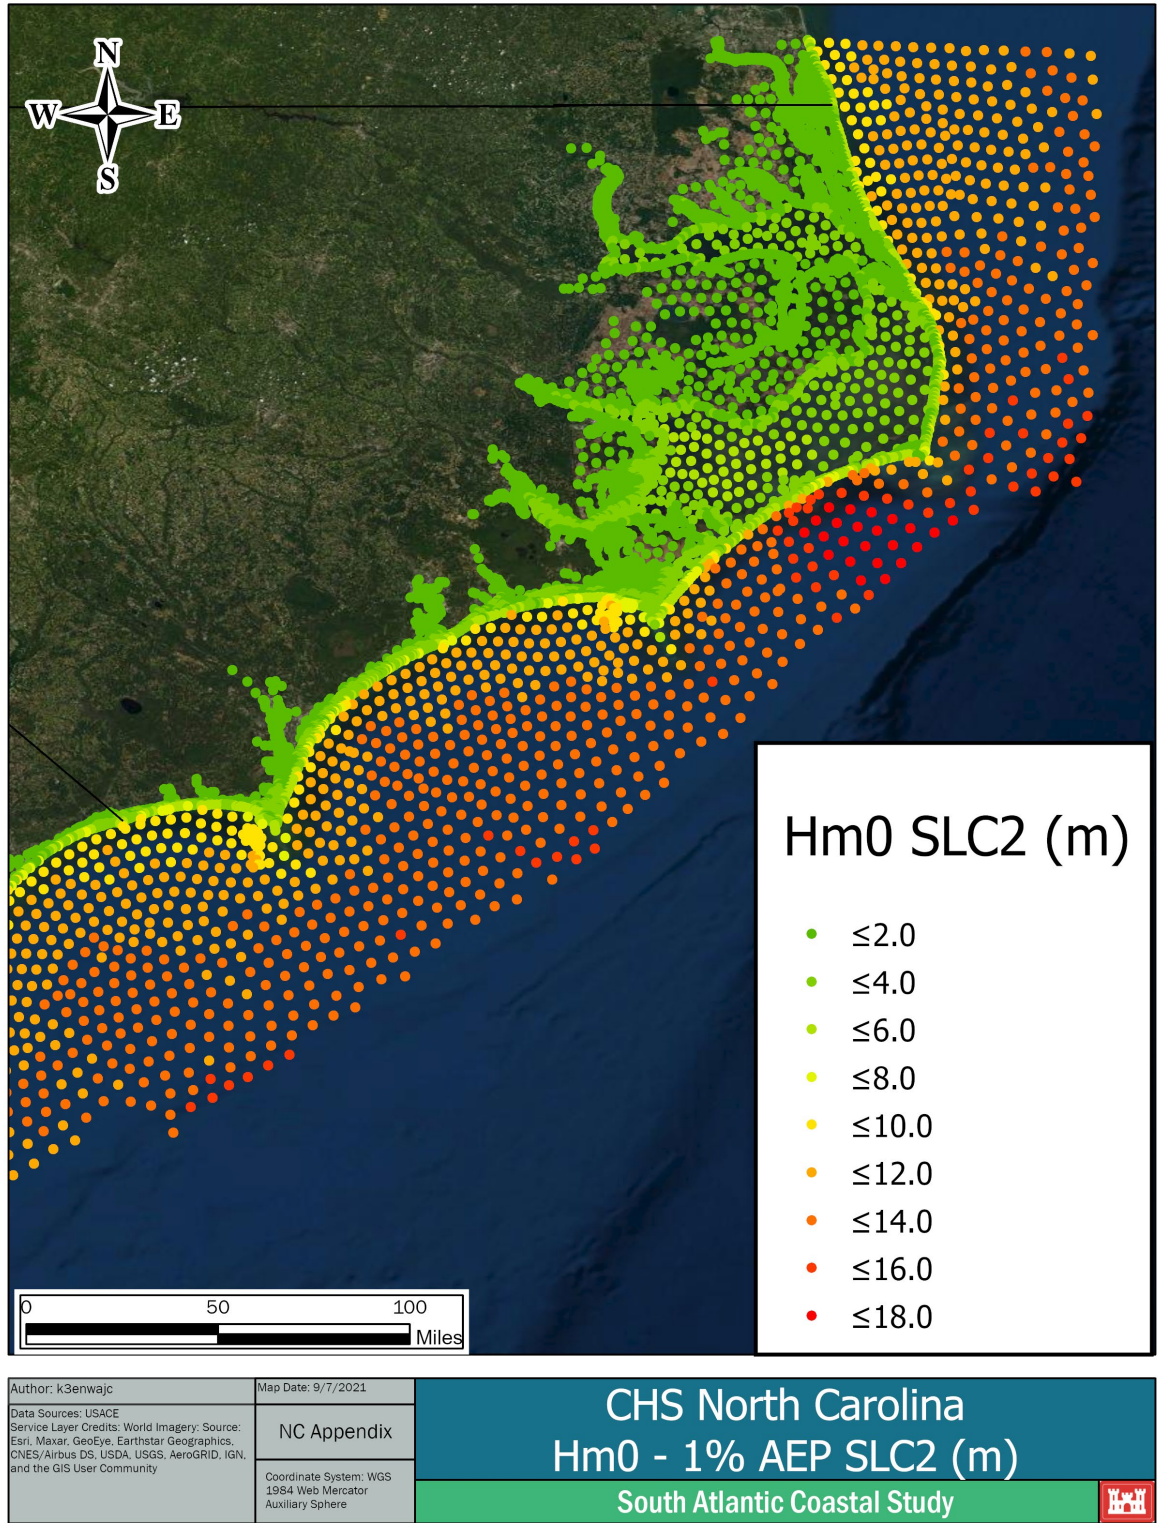 N
W E
S
Hm0 SLC2 (m)
≤2.0
≤4.0
≤6.0
≤8.0
≤10.0
≤12.0
≤14.0
≤16.0
≤18.0
0 50 100
Miles
Author: k3enwajc
Data Sources: USACE
Service Layer Credits: World Imagery: Source:
Esri, Maxar, GeoEye, Earthstar Geographics,
CNES/Airbus DS, USDA, USGS, AeroGRID, IGN,
and the GIS User Community
Map Date: 9/7/2021
NC Appendix
Coordinate System: WGS
1984 Web Mercator
Auxiliary Sphere
CHS North Carolina
Hm0 - 1% AEP SLC2 (m)
South Atlantic Coastal Study